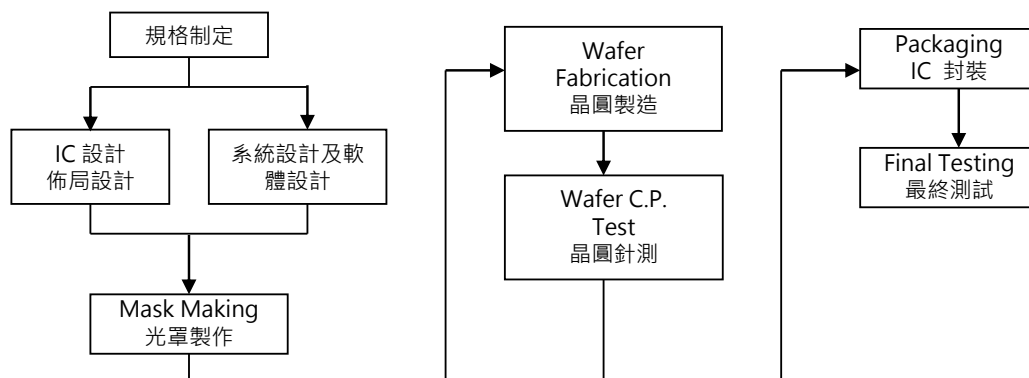 規格制定
IC 設計
佈局設計
系統設計及軟
體設計
Mask Making
光罩製作
Wafer
Fabrication
晶圓製造
Wafer C.P.
Test
晶圓針測
Packaging
IC 封裝
Final Testing
最終測試